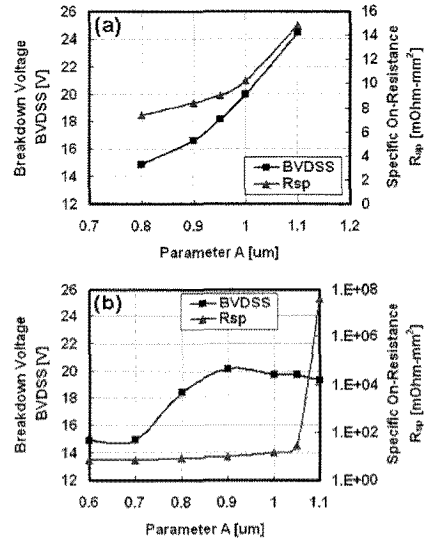 (a)
26
24
22
20
18
16
14
12
Breakdown Voltage
BVDSS [V]
16
14
12
10
8
6
4
2
0
Specific On-Resistance
Rsp [mOhm-mm²]
BVDSS
Rsp
0.7 0.8 0.9 1 1.1 1.2
Parameter A [um]
(b)
26
24
22
20
18
16
14
12
Breakdown Voltage
BVDSS [V]
1.E+08
1.E+06
1.E+04
1.E+02
1.E+00
Specific On-Resistance
Rsp [mOhm-mm²]
BVDSS
Rsp
0.6 0.7 0.8 0.9 1 1.1
Parameter A [um]